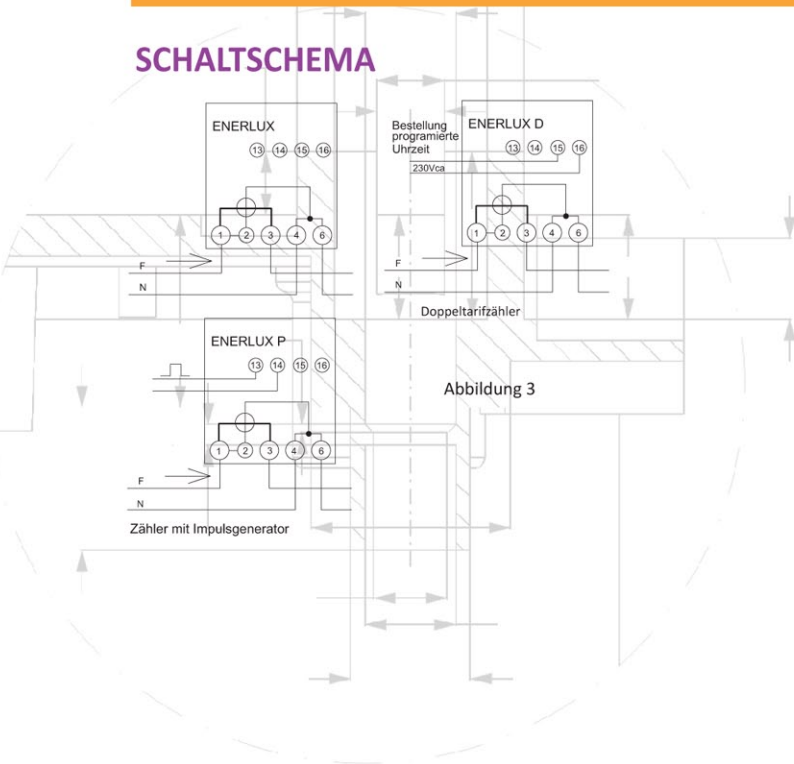 SCHALTSCHEMA
ENERLUX
13 14 15 16
1 2 3 4 6
F
N
Bestellung
programierte
Uhrzeit
230Vca
ENERLUX D
13 14 15 16
1 2 3 4 6
F
N
Doppeltarifzähler
ENERLUX P
13 14 15 16
1 2 3 4 6
F
N
Zähler mit Impulsgenerator
Abbildung 3